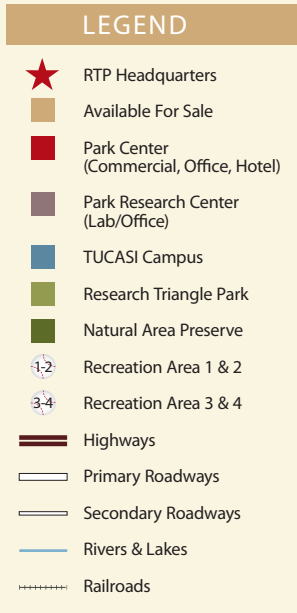 LEGEND
RTP Headquarters
Available For Sale
Park Center
(Commercial, Office, Hotel)
Park Research Center
(Lab/Office)
TUCASI Campus
Research Triangle Park
Natural Area Preserve
1-2 Recreation Area 1 & 2
3-4 Recreation Area 3 & 4
Highways
Primary Roadways
Secondary Roadways
Rivers & Lakes
Railroads